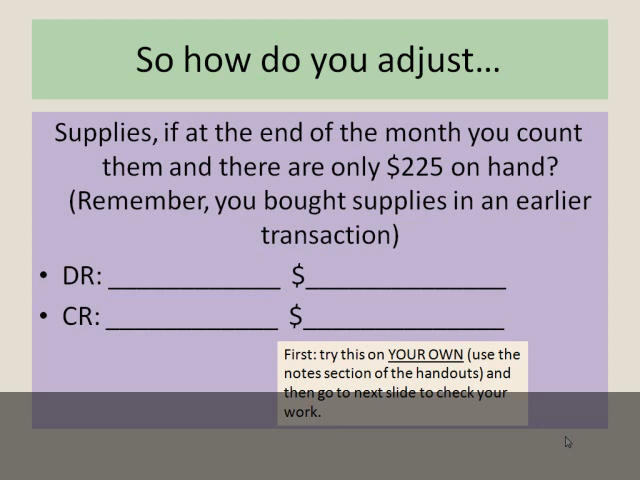 So how do you adjust...
Supplies, if at the end of the month you count
them and there are only $225 on hand?
(Remember, you bought supplies in an earlier
transaction)
• DR: ____________ $______________
• CR: ____________ $______________
First: try this on YOUR OWN (use the
notes section of the handouts) and
then go to next slide to check your
work.